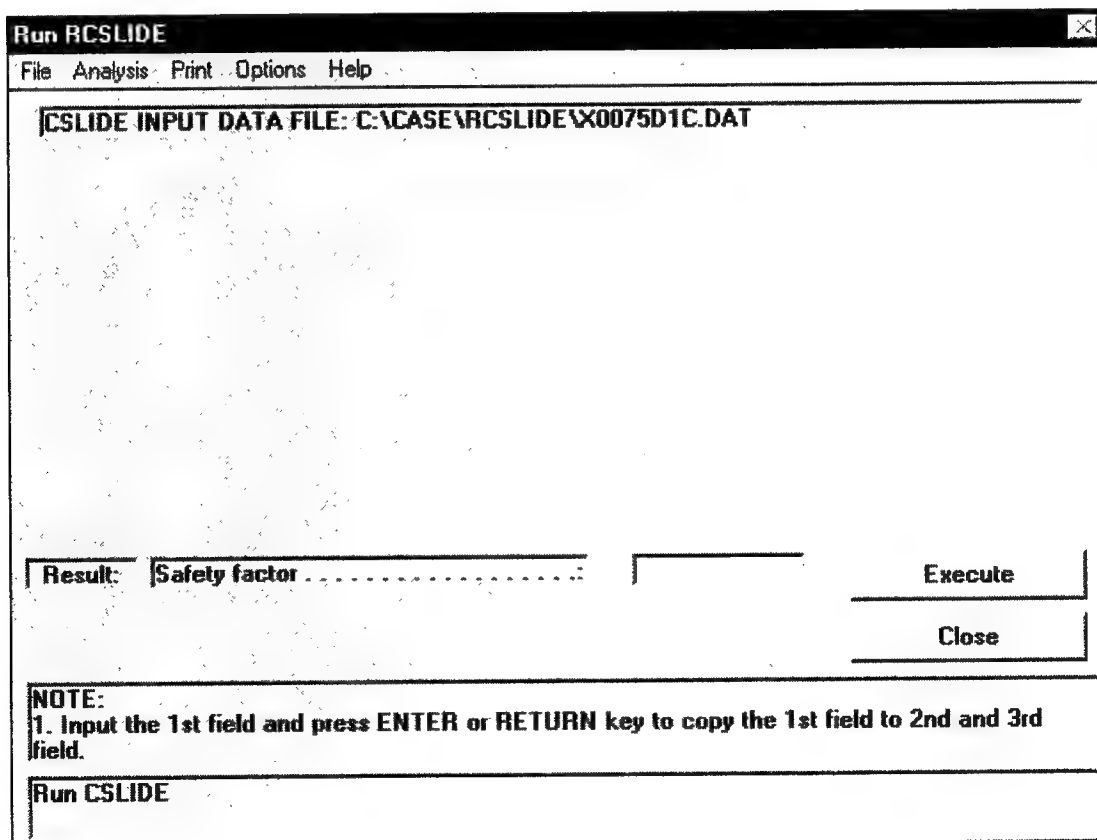 Run RCSLIDE
File Analysis Print Options Help
CSLIDE INPUT DATA FILE: C:\CASE\RCSLIDE\X0075D1C.DAT
Result: Safety factor . . . . . . . . . . . . . . . . . . . .: Execute
Close
NOTE:
1. Input the 1st field and press ENTER or RETURN key to copy the 1st field to 2nd and 3rd
field.
Run CSLIDE